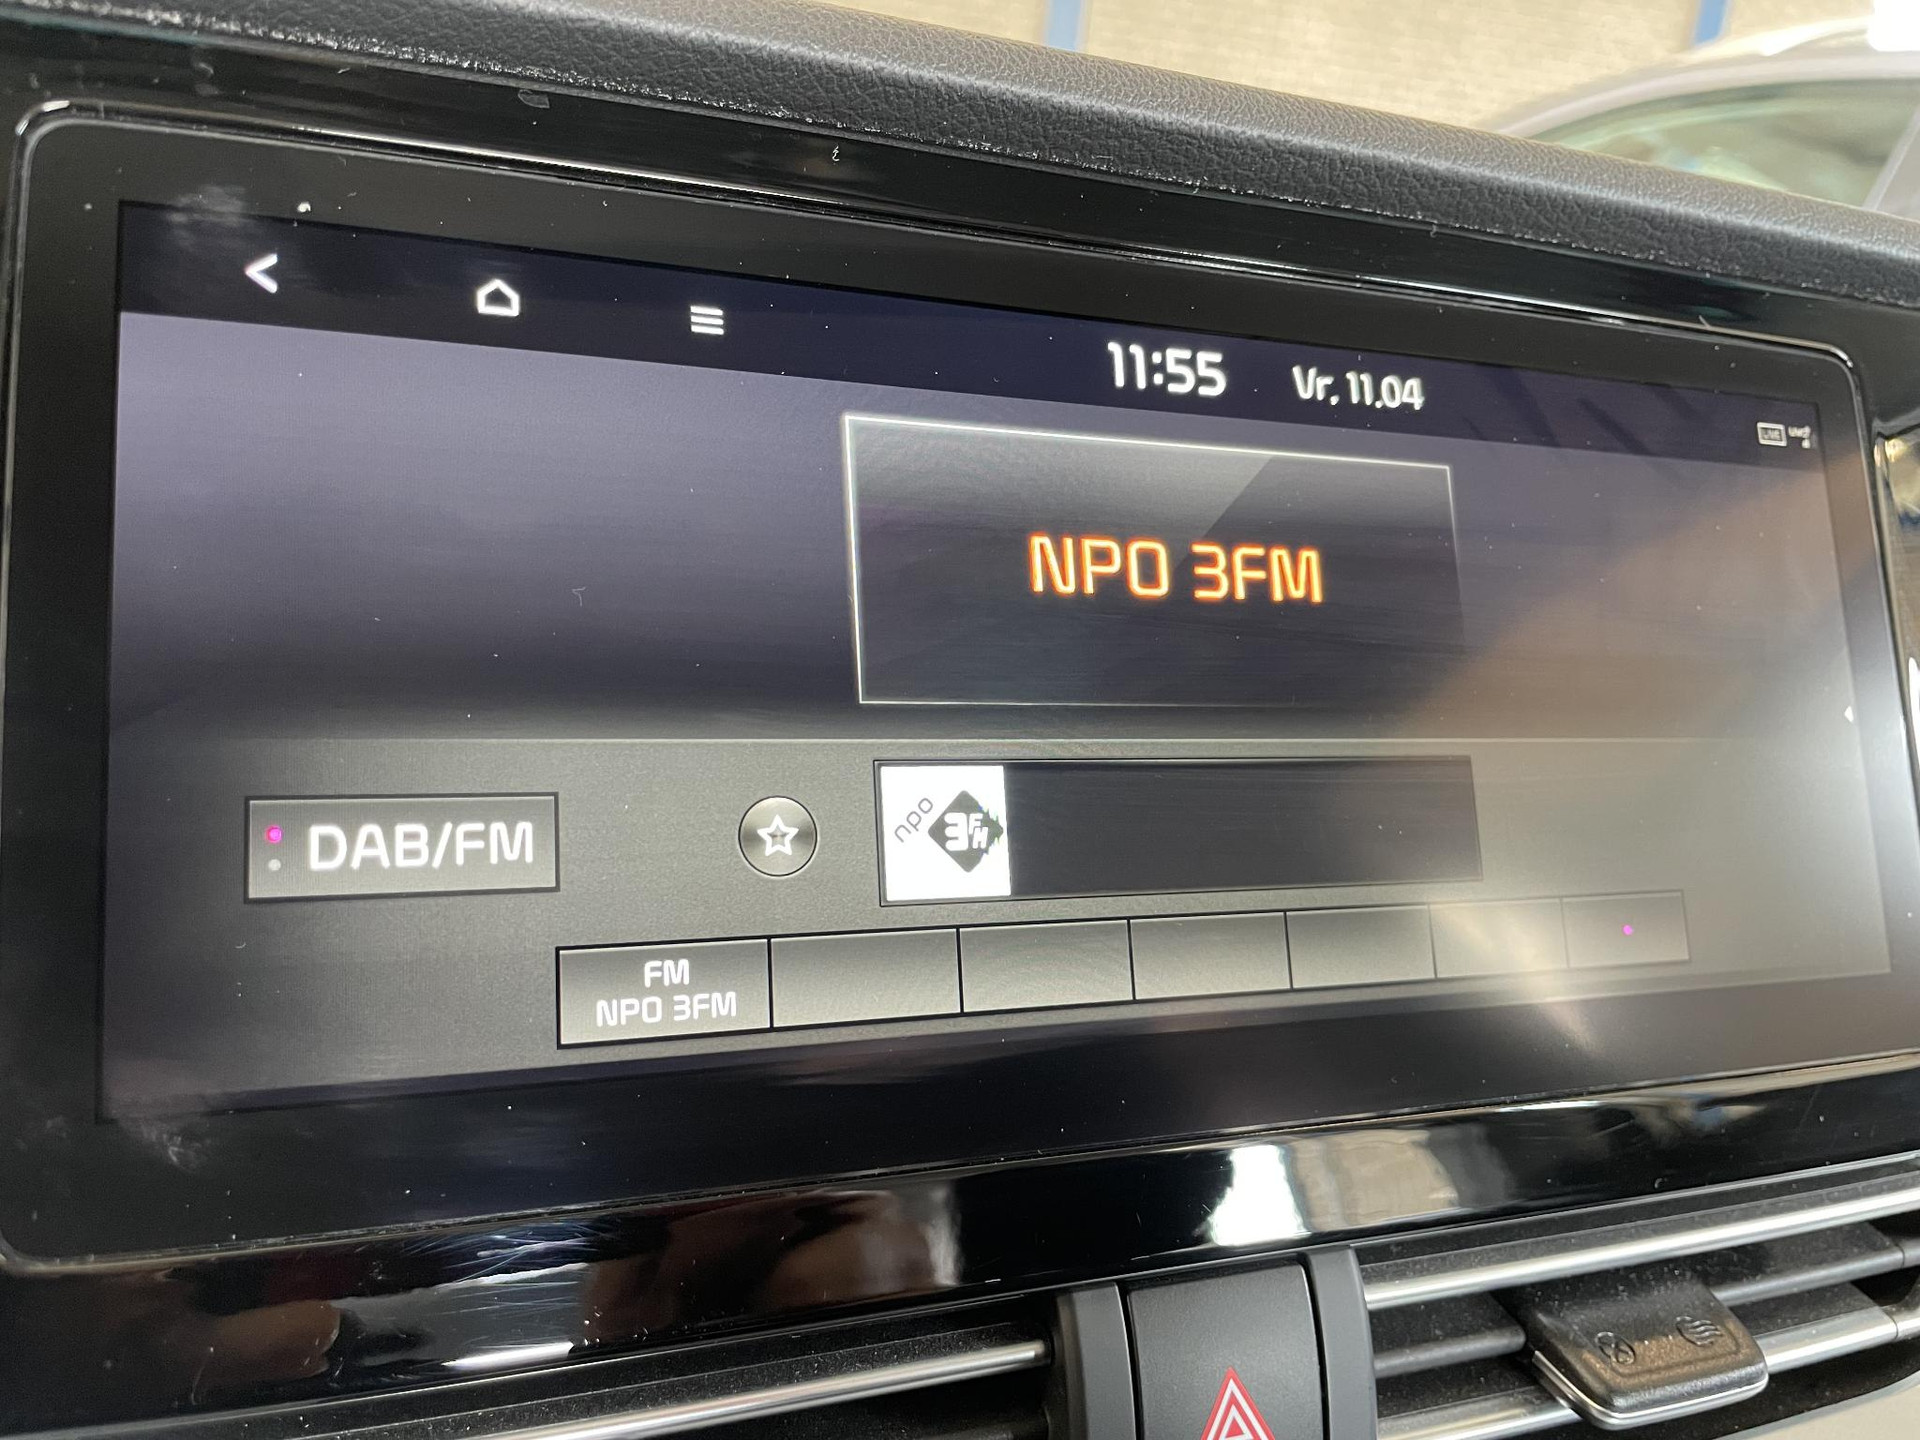 11:55
Vr, 11.04
NPO 3FM
DAB/FM
npo
3FM
FM
NPO 3FM